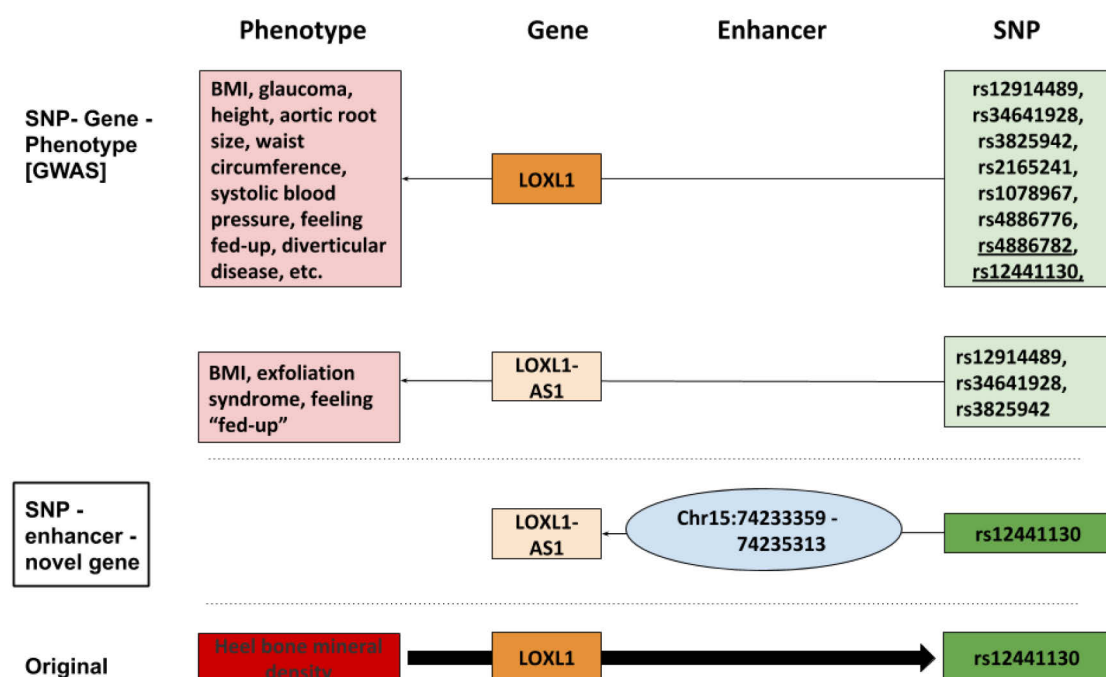 Phenotype Gene Enhancer SNP
SNP- Gene -
Phenotype
[GWAS]
BMI, glaucoma,
height, aortic root
size, waist
circumference,
systolic blood
pressure, feeling
fed-up, diverticular
disease, etc.
LOXL1
rs12914489,
rs34641928,
rs3825942,
rs2165241,
rs1078967,
rs4886776,
rs4886782,
rs12441130,
BMI, exfoliation
syndrome, feeling
“fed-up”
LOXL1-
AS1
rs12914489,
rs34641928,
rs3825942
SNP -
enhancer -
novel gene
LOXL1-
AS1
Chr15:74233359 -
74235313
rs12441130
Original
Heel bone mineral
density
LOXL1
rs12441130